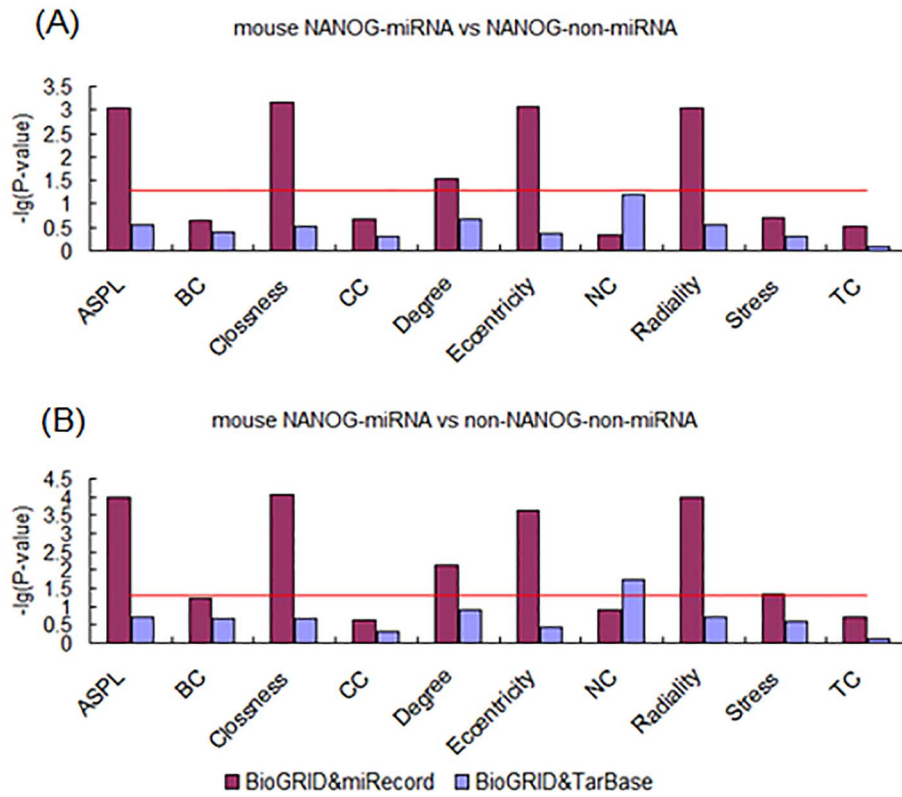 (A)
mouse NANOG-miRNA vs NANOG-non-miRNA
-lg(P-value)
3.5
3
2.5
2
1.5
1
0.5
0
ASPL BC Clossness CC Degree Eccentricity NC Radiality Stress TC
(B)
mouse NANOG-miRNA vs non-NANOG-non-miRNA
-lg(P-value)
4.5
4
3.5
3
2.5
2
1.5
1
0.5
0
ASPL BC Clossness CC Degree Eccentricity NC Radiality Stress TC
BioGRID&miRecord BioGRID&TarBase